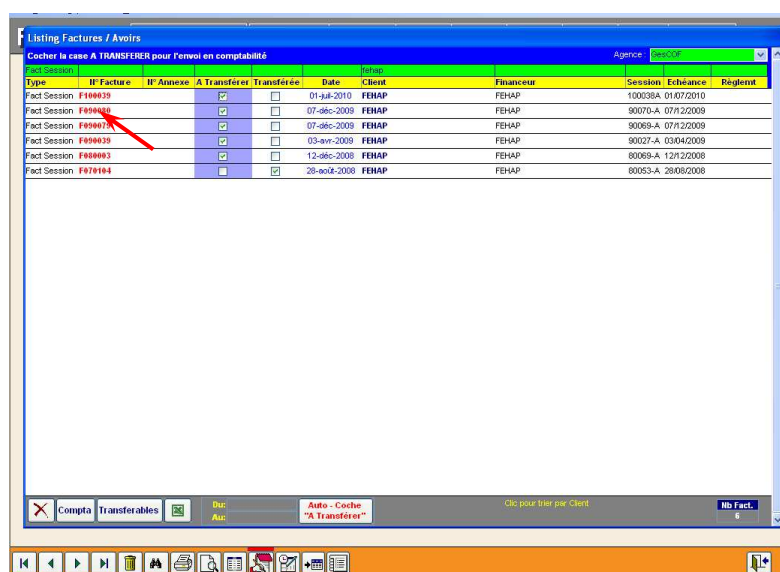 Listing Factures / Avoirs
Cocher la case A TRANSFERER pour l'envoi en comptabilité Agence : GesCOF
Fact Session fehap
Type N° Facture N° Annexe A Transférer Transférée Date Client Financeur Session Echéance Règlemt
Fact Session F100039 01-juil-2010 FEHAP FEHAP 100038A 01/07/2010
Fact Session F090080 07-déc-2009 FEHAP FEHAP 90070-A 07/12/2009
Fact Session F090079 07-déc-2009 FEHAP FEHAP 90069-A 07/12/2009
Fact Session F090039 03-avr-2009 FEHAP FEHAP 90027-A 03/04/2009
Fact Session F080003 12-déc-2008 FEHAP FEHAP 80069-A 12/12/2008
Fact Session F070104 28-août-2008 FEHAP FEHAP 80053-A 28/08/2008
Compta Transferables Du: Auto - Coche Clic pour trier par Client Nb Fact.
Au: "A Transférer" 6